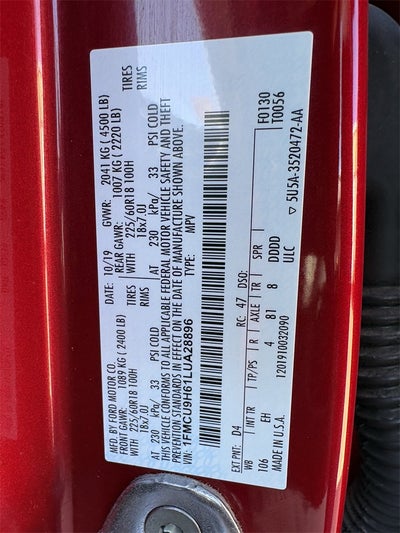 MFD. BY FORD MOTOR CO.
10/19
GVWR: 2041 KG ( 4500 LB)
FRONT GAWR: 1089 KG (2400 LB)
REAR GAWR: 1007 KG ( 2220 LB)
WITH 225/60R18 100H TIRES
WITH 225/60R18 100H TIRES
18x7.0J RIMS
18x7.0J RIMS
AT 230 kPa/ 33 PSI COLD
AT 230 kPa/ 33 PSI COLD
THIS VEHICLE CONFORMS TO ALL APPLICABLE FEDERAL MOTOR VEHICLE SAFETY AND THEFT
PREVENTION STANDARDS IN EFFECT ON THE DATE OF MANUFACTURE SHOWN ABOVE.
VIN: 1FMCU9H61LUA28896
TYPE: MPV
F0130
T0056
EXT PNT: D4 RC: 47 DSO:
WB INT TR TP/PS R AXLE TR SPR
106 EH 4 B1 8 DDDD
MADE IN U.S.A. 1201910032090 ULC
5U5A-3520472-AA